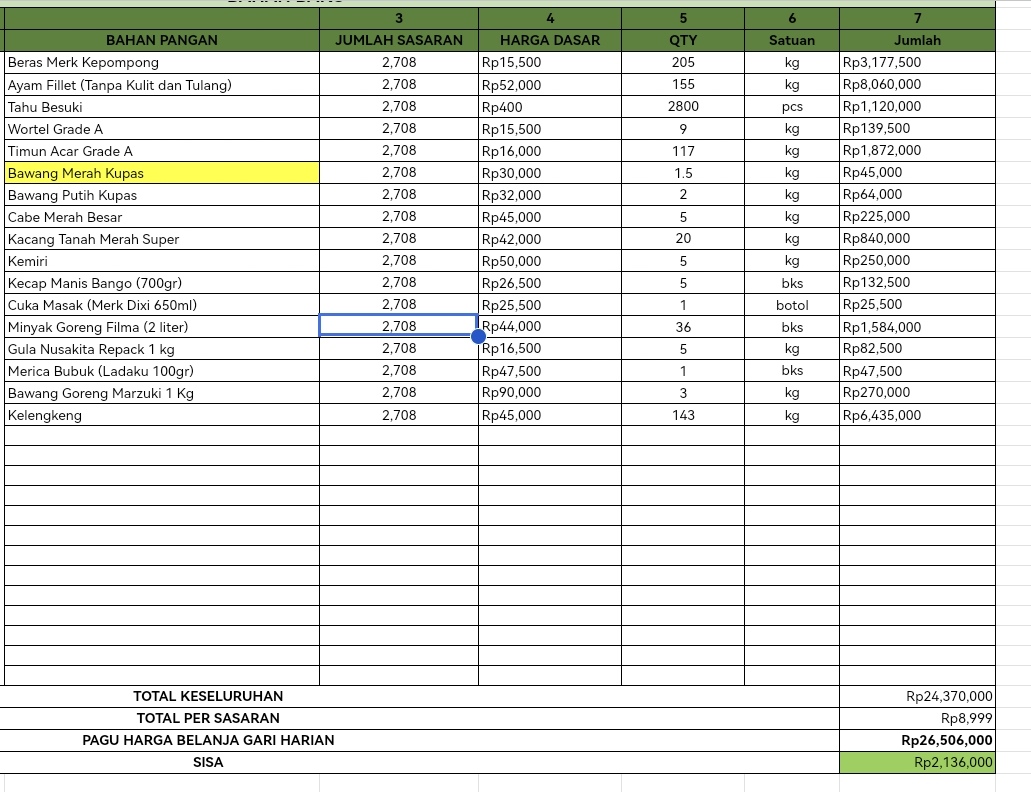 3 4 5 6 7
BAHAN PANGAN JUMLAH SASARAN HARGA DASAR QTY Satuan Jumlah
Beras Merk Kepompong 2,708 Rp15,500 205 kg Rp3,177,500
Ayam Fillet (Tanpa Kulit dan Tulang) 2,708 Rp52,000 155 kg Rp8,060,000
Tahu Besuki 2,708 Rp400 2800 pcs Rp1,120,000
Wortel Grade A 2,708 Rp15,500 9 kg Rp139,500
Timun Acar Grade A 2,708 Rp16,000 117 kg Rp1,872,000
Bawang Merah Kupas 2,708 Rp30,000 1.5 kg Rp45,000
Bawang Putih Kupas 2,708 Rp32,000 2 kg Rp64,000
Cabe Merah Besar 2,708 Rp45,000 5 kg Rp225,000
Kacang Tanah Merah Super 2,708 Rp42,000 20 kg Rp840,000
Kemiri 2,708 Rp50,000 5 kg Rp250,000
Kecap Manis Bango (700gr) 2,708 Rp26,500 5 bks Rp132,500
Cuka Masak (Merk Dixi 650ml) 2,708 Rp25,500 1 botol Rp25,500
Minyak Goreng Filma (2 liter) 2,708 Rp44,000 36 bks Rp1,584,000
Gula Nusakita Repack 1 kg 2,708 Rp16,500 5 kg Rp82,500
Merica Bubuk (Ladaku 100gr) 2,708 Rp47,500 1 bks Rp47,500
Bawang Goreng Marzuki 1 Kg 2,708 Rp90,000 3 kg Rp270,000
Kelengkeng 2,708 Rp45,000 143 kg Rp6,435,000
TOTAL KESELURUHAN Rp24,370,000
TOTAL PER SASARAN Rp8,999
PAGU HARGA BELANJA GARI HARIAN Rp26,506,000
SISA Rp2,136,000